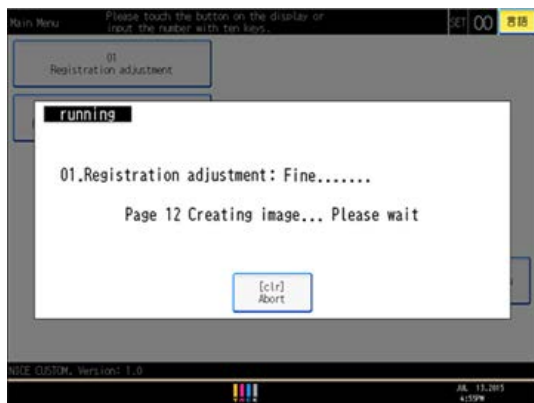 Main Menu
Please touch the button on the display or
input the number with ten keys.
SET 00
言語
01
Registration adjustment
running
01.Registration adjustment: Fine.......
Page 12 Creating image... Please wait
[clr]
Abort
NICE CUSTOM. Version: 1.0
JUL 13.2015
4:55PM